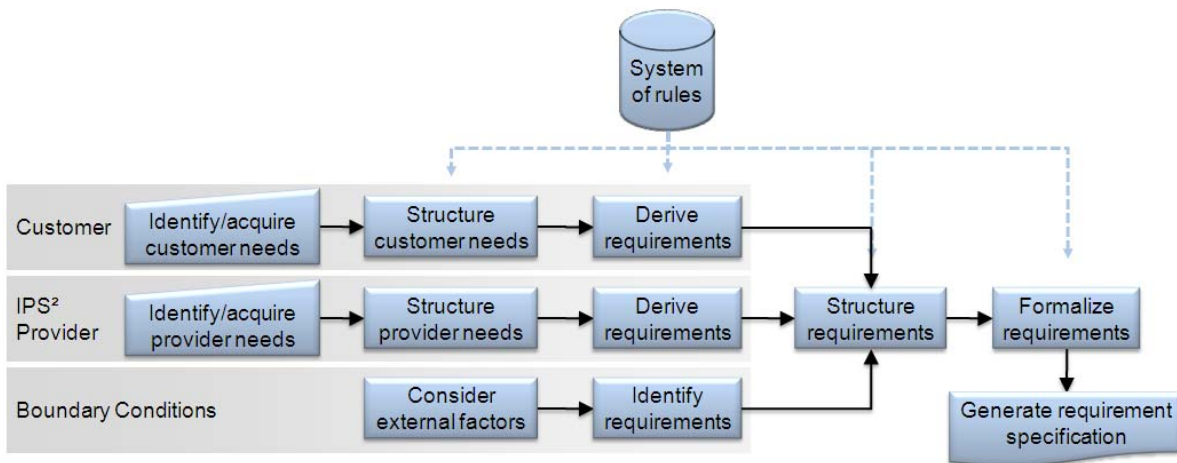 System
of rules
Customer
Identify/acquire
customer needs
Structure
customer needs
Derive
requirements
IPS²
Provider
Identify/acquire
provider needs
Structure
provider needs
Derive
requirements
Structure
requirements
Formalize
requirements
Boundary Conditions
Consider
external factors
Identify
requirements
Generate requirement
specification